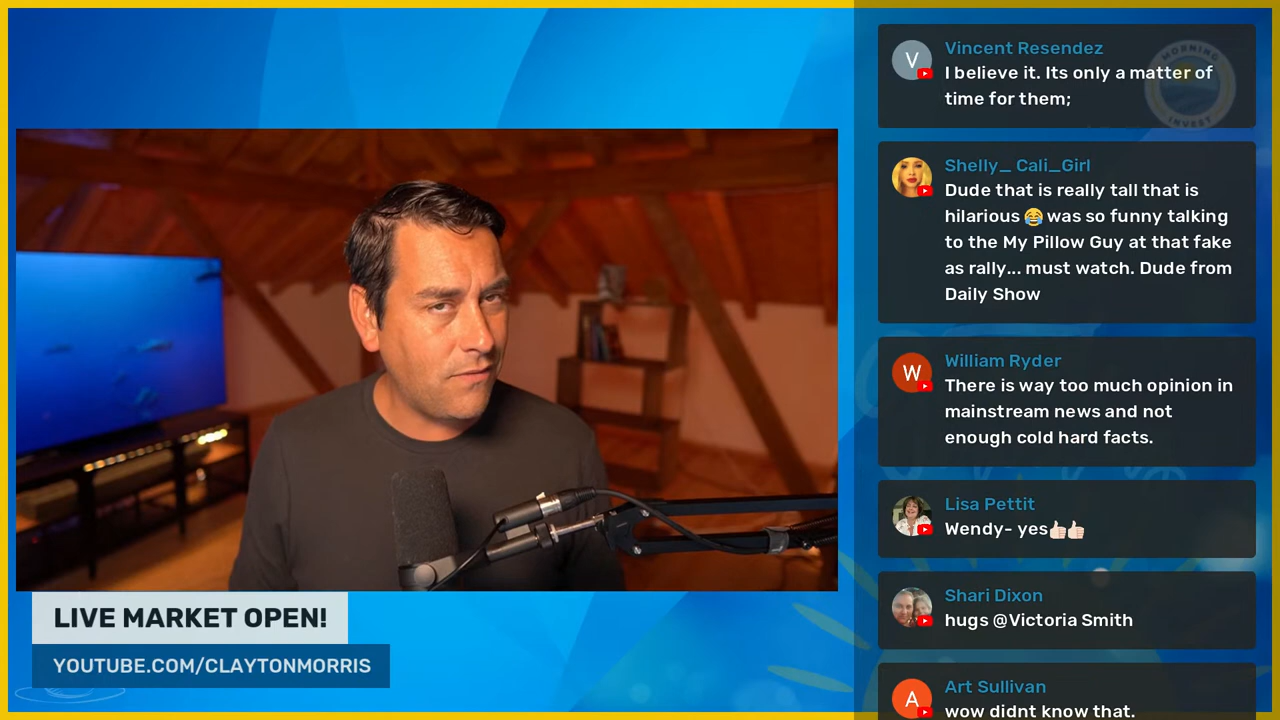 LIVE MARKET OPEN!
YOUTUBE.COM/CLAYTONMORRIS
MORNING
INVEST
V
Vincent Resendez
I believe it. Its only a matter of
time for them;
Shelly_ Cali_Girl
Dude that is really tall that is
hilarious 😂 was so funny talking
to the My Pillow Guy at that fake
as rally... must watch. Dude from
Daily Show
W
William Ryder
There is way too much opinion in
mainstream news and not
enough cold hard facts.
Lisa Pettit
Wendy- yes👍🏻👍🏻
Shari Dixon
hugs @Victoria Smith
A
Art Sullivan
wow didnt know that.